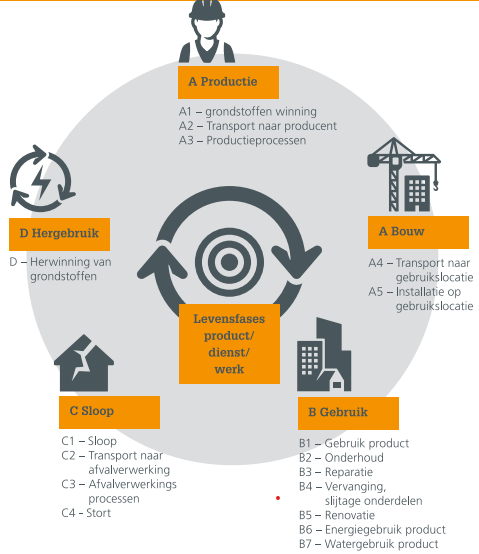 A Productie
A1 – grondstoffen winning
A2 – Transport naar producent
A3 – Productieprocessen
A Bouw
A4 – Transport naar
gebruikslocatie
A5 – Installatie op
gebruikslocatie
B Gebruik
B1 – Gebruik product
B2 – Onderhoud
B3 – Reparatie
B4 – Vervanging,
slijtage onderdelen
B5 – Renovatie
B6 – Energiegebruik product
B7 – Watergebruik product
C Sloop
C1 – Sloop
C2 – Transport naar
afvalverwerking
C3 – Afvalverwerkings
processen
C4 - Stort
D Hergebruik
D – Herwinning van
grondstoffen
Levensfases
product/
dienst/
werk